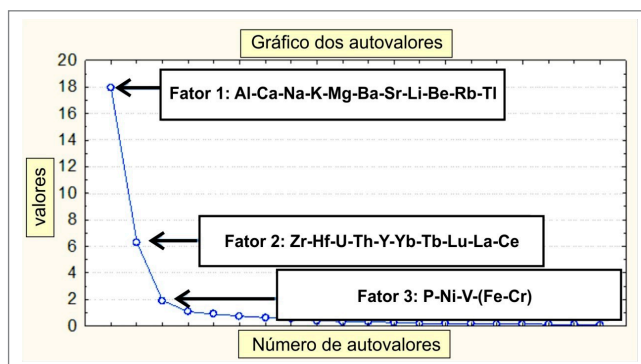 Gráfico dos autovalores
20
18
16
14
12
10
8
6
4
2
0
valores
Fator 1: Al-Ca-Na-K-Mg-Ba-Sr-Li-Be-Rb-Tl
Fator 2: Zr-Hf-U-Th-Y-Yb-Tb-Lu-La-Ce
Fator 3: P-Ni-V-(Fe-Cr)
Número de autovalores